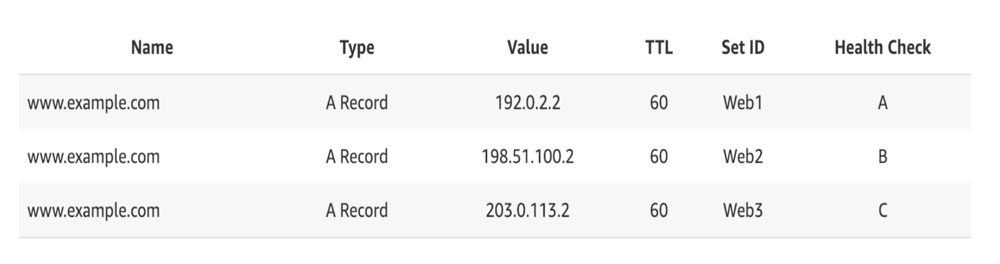 Name Type Value TTL Set ID Health Check
www.example.com A Record 192.0.2.2 60 Web1 A
www.example.com A Record 198.51.100.2 60 Web2 B
www.example.com A Record 203.0.113.2 60 Web3 C